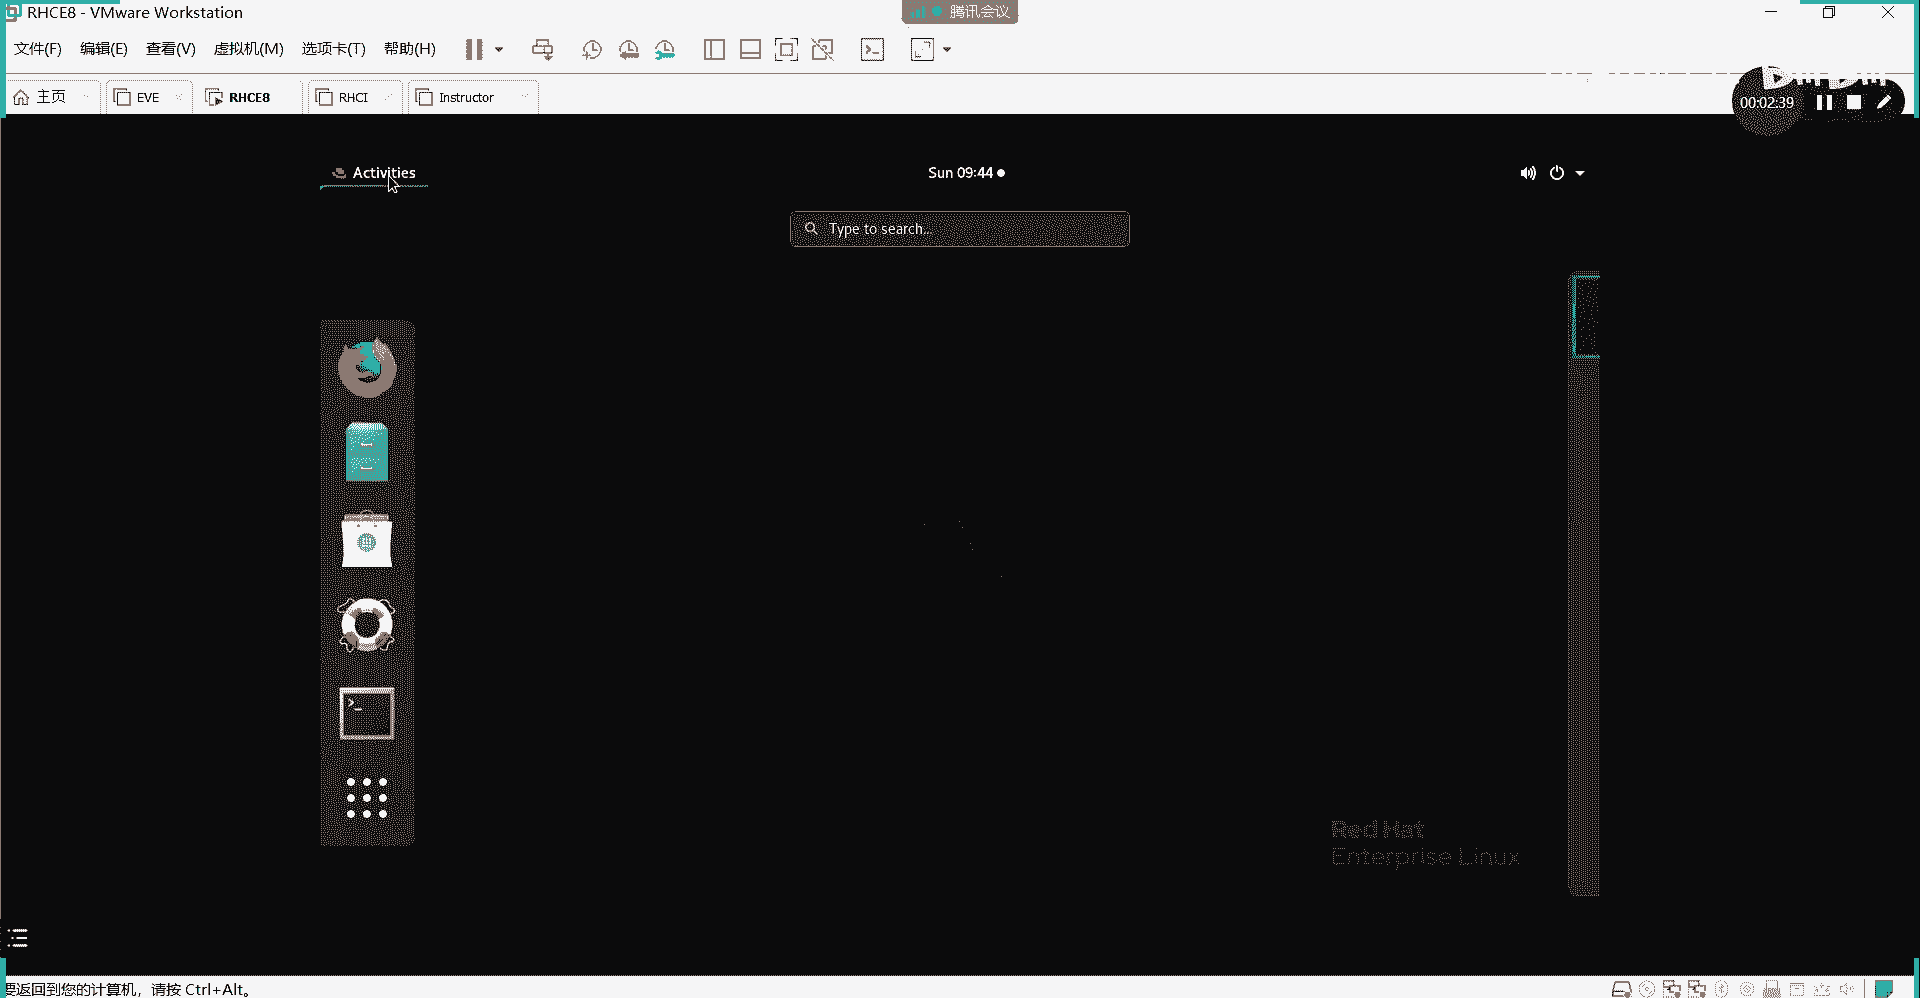 RHCE8 - VMware Workstation
腾讯会议
文件(F) 编辑(E) 查看(V) 虚拟机(M) 选项卡(T) 帮助(H)
主页 EVE RHCE8 RHCI Instructor
00:02:39
Activities
Sun 09:44
Type to search...
Red Hat
Enterprise Linux
要返回到您的计算机，请按 Ctrl+Alt。